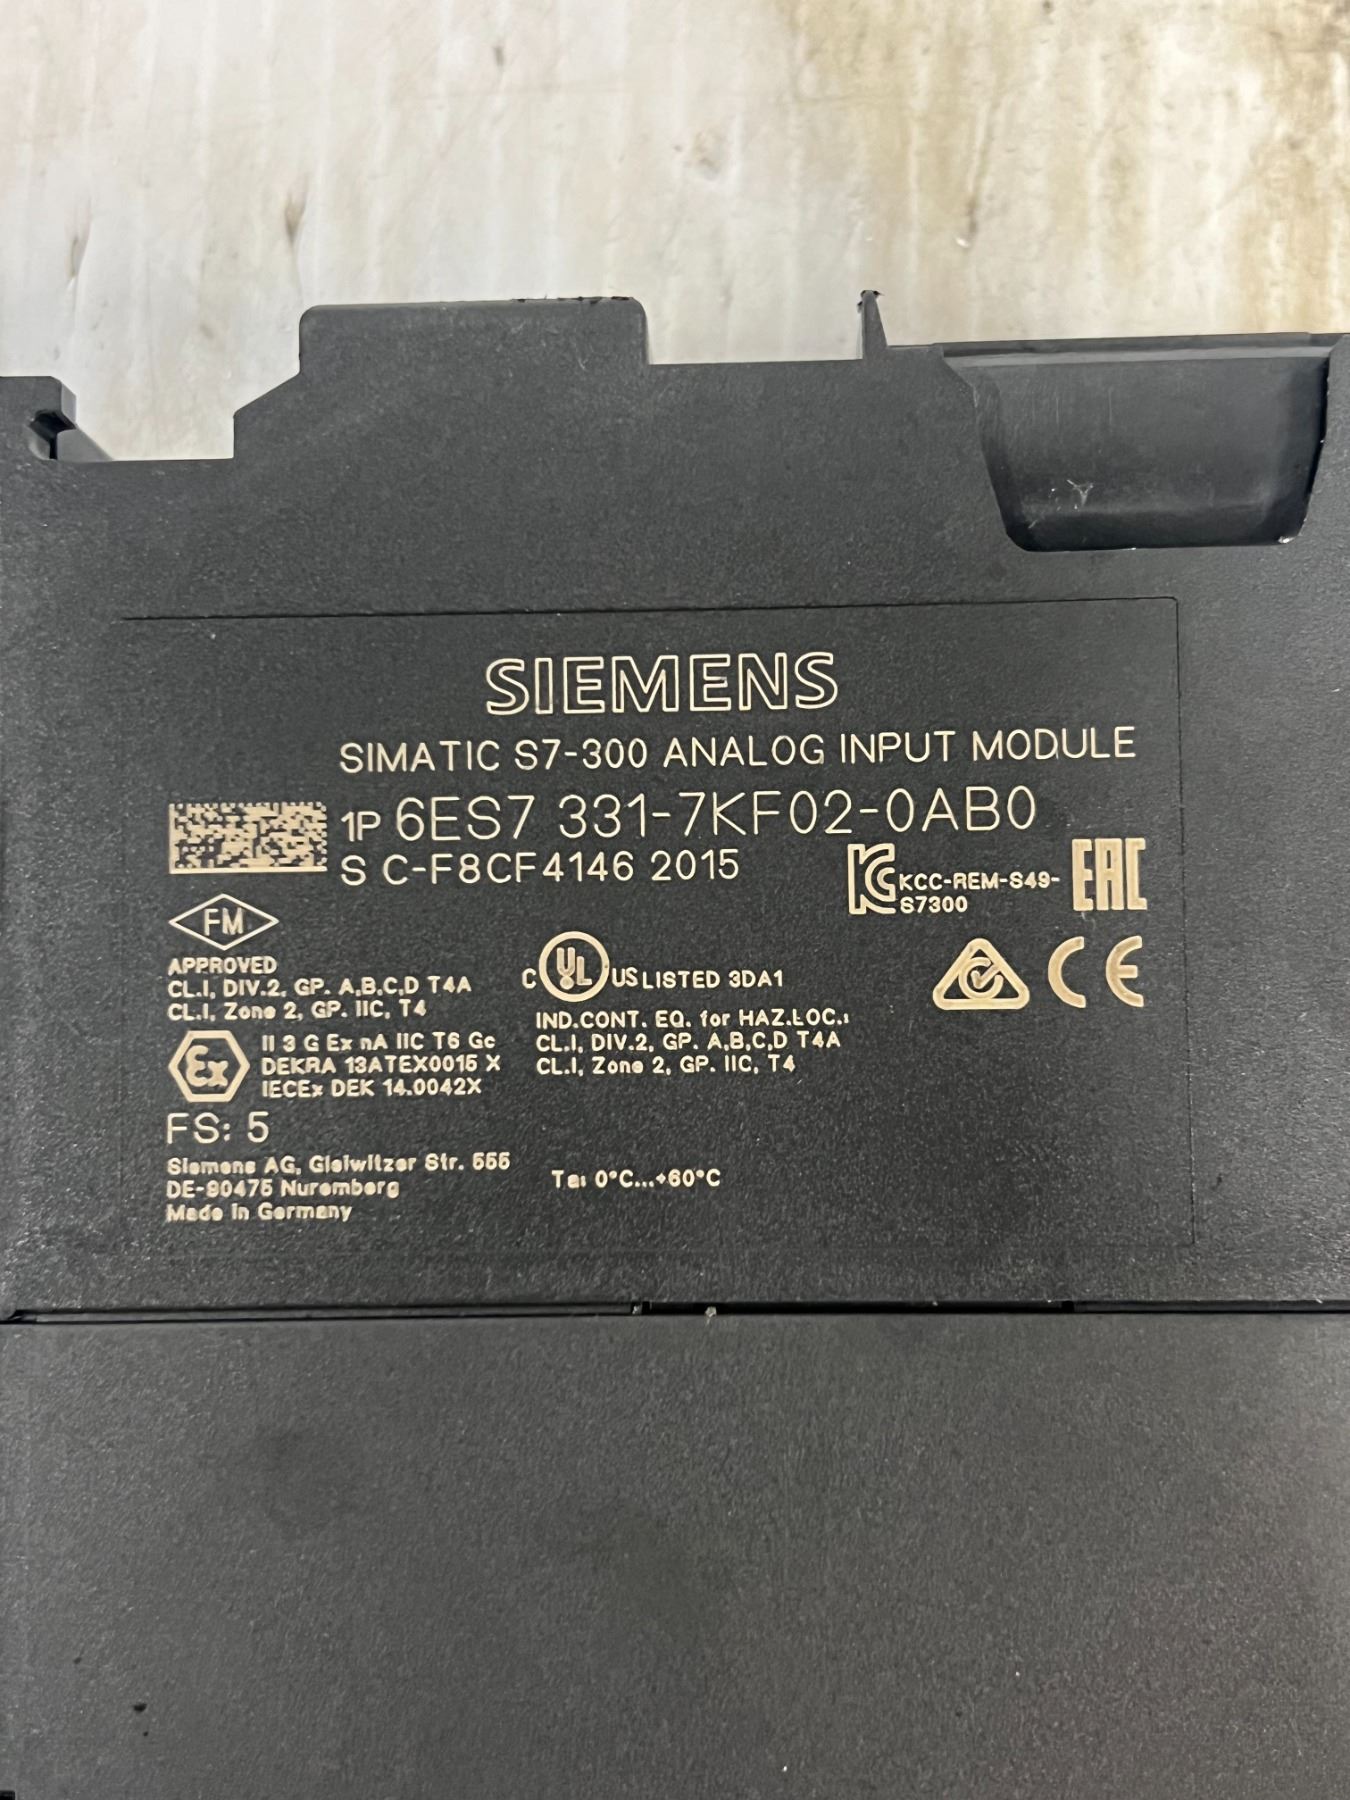 SIEMENS
SIMATIC S7-300 ANALOG INPUT MODULE
1P 6ES7 331-7KF02-0AB0
S C-F8CF4146 2015
KCC-REM-S49-
S7300
EAC
FM
APPROVED
CL.I, DIV.2, GP. A,B,C,D T4A
CL.I, Zone 2, GP. IIC, T4
C UL US LISTED 3DA1
IND.CONT. EQ. for HAZ.LOC.:
CL.I, DIV.2, GP. A,B,C,D T4A
CL.I, Zone 2, GP. IIC, T4
CE
Ex
II 3 G Ex nA IIC T6 Gc
DEKRA 13ATEX0015 X
IECEx DEK 14.0042X
FS: 5
Siemens AG, Gleiwitzer Str. 555
DE-90475 Nuremberg
Made in Germany
Ta: 0°C...+60°C